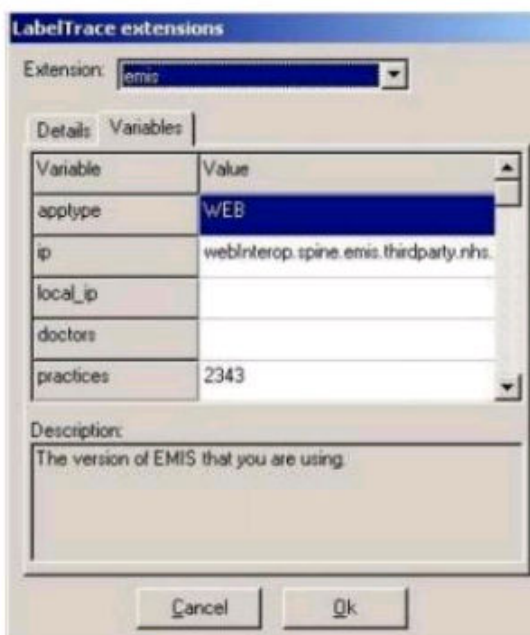 LabelTrace extensions
Extension: emis
Details Variables
Variable Value
apptype WEB
ip webInterop.spine.emis.thirdparty.nhs.
local_ip
doctors
practices 2343
Description:
The version of EMIS that you are using.
Cancel Ok